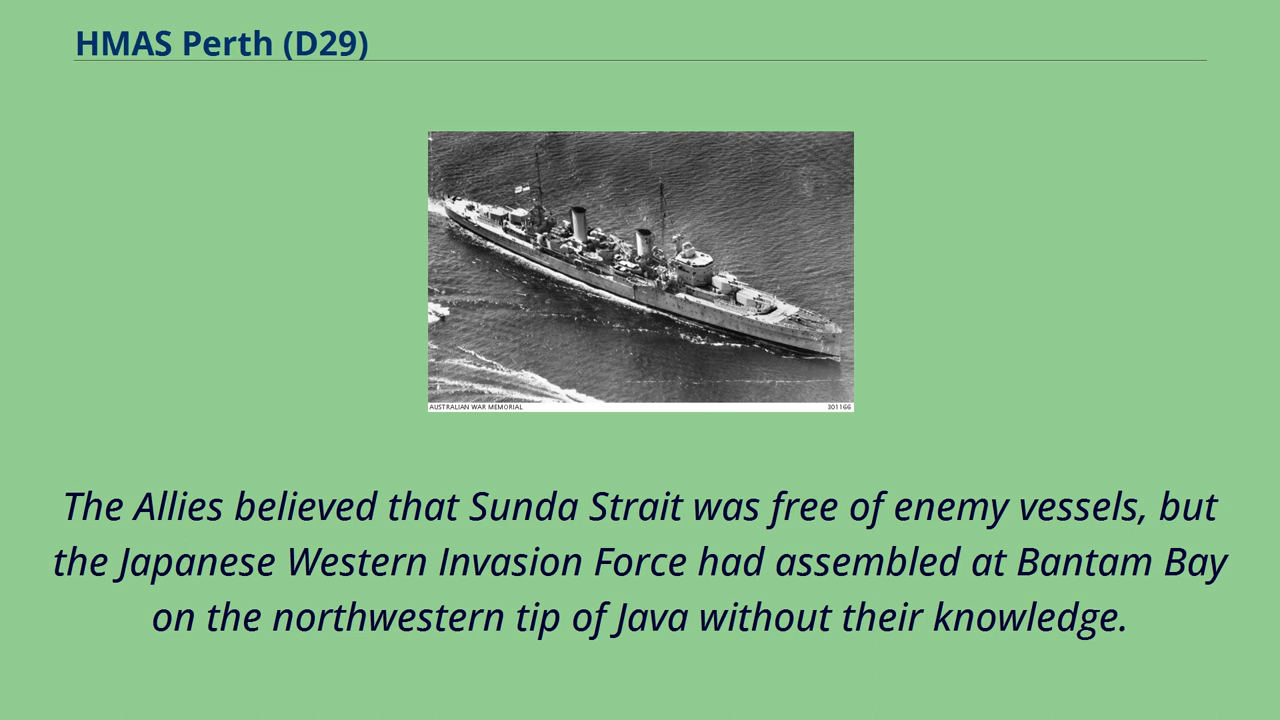 HMAS Perth (D29)
AUSTRALIAN WAR MEMORIAL 301166
The Allies believed that Sunda Strait was free of enemy vessels, but
the Japanese Western Invasion Force had assembled at Bantam Bay
on the northwestern tip of Java without their knowledge.